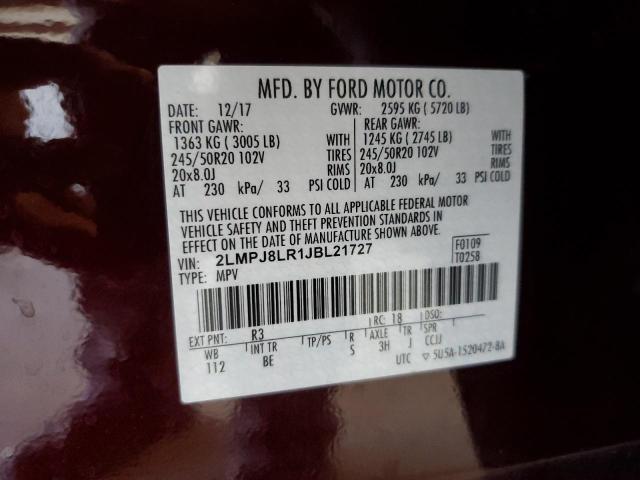 MFD. BY FORD MOTOR CO.
DATE: 12/17 GVWR: 2595 KG ( 5720 LB)
FRONT GAWR: REAR GAWR:
1363 KG ( 3005 LB) WITH 1245 KG ( 2745 LB) WITH
245/50R20 102V TIRES 245/50R20 102V TIRES
20x8.0J RIMS 20x8.0J RIMS
AT 230 kPa/ 33 PSI COLD AT 230 kPa/ 33 PSI COLD
THIS VEHICLE CONFORMS TO ALL APPLICABLE FEDERAL MOTOR
VEHICLE SAFETY AND THEFT PREVENTION STANDARDS IN
EFFECT ON THE DATE OF MANUFACTURE SHOWN ABOVE.
VIN: 2LMPJ8LR1JBL21727 F0109
TYPE: MPV T0258
EXT PNT: R3 RC: 18 DSO:
WB INT TR TP/PS R AXLE TR SPR
112 BE S 3H J CCJJ
UTC ▽ 5U5A-1520472-8A